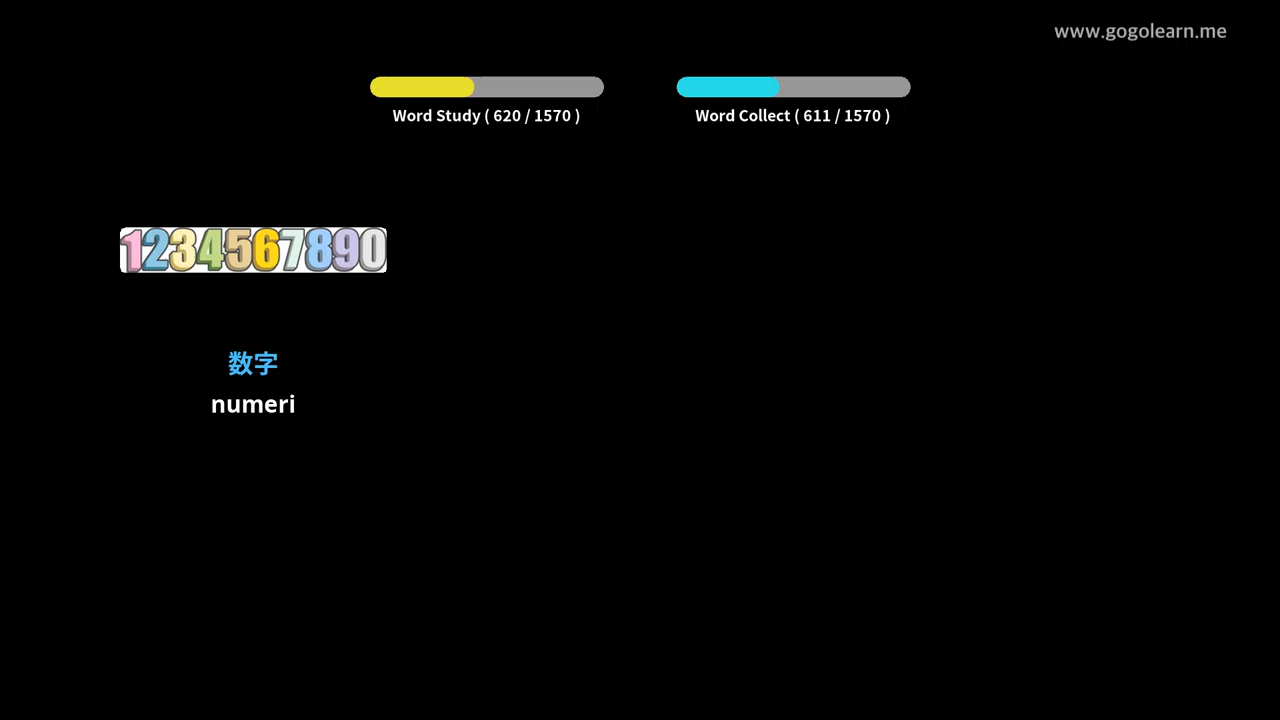 www.gogolearn.me
Word Study ( 620 / 1570 )
Word Collect ( 611 / 1570 )
1234567890
数字
numeri